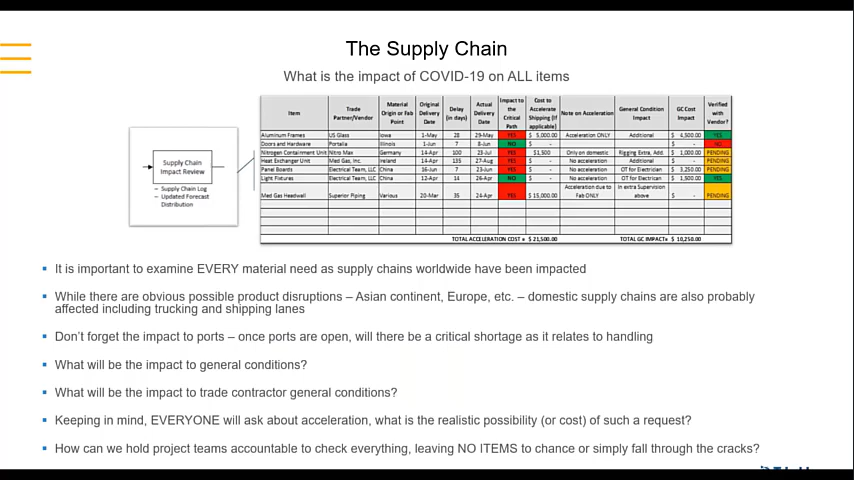 The Supply Chain
What is the impact of COVID-19 on ALL items
Supply Chain
Impact Review
– Supply Chain Log
– Updated Forecast
Distribution
Item Trade Partner/Vendor Material Origin or Fab Point Original Delivery Date Delay (in days) Actual Delivery Date Impact to the Critical Path Cost to Accelerate Shipping (if applicable) Note on Acceleration General Condition Impact GC Cost Impact Verified with Vendor?
Aluminum Frames US Glass Iowa 1-May 28 29-May YES $ 5,000.00 Acceleration ONLY Additional $ 4,500.00 YES
Doors and Hardware Portalia Illinois 1-Jun 7 8-Jun NO $ - $ - NO
Nitrogen Containment Unit Nitro Max Germany 14-Apr 100 23-Jul YES $1,500 Only on domestic Rigging Extra, Add. $ 1,000.00 PENDING
Heat Exchanger Unit Med Gas, Inc. Ireland 14-Apr 135 27-Aug YES $ - No acceleration Additional $ - PENDING
Panel Boards Electrical Team, LLC China 16-Jun 7 23-Jun YES $ - No acceleration OT for Electrician $ 3,250.00 PENDING
Light Fixtures Electrical Team, LLC China 12-Apr 14 26-Apr NO $ - No acceleration OT for Electrican $ 1,500.00 YES
Med Gas Headwall Superior Piping Various 20-Mar 35 24-Apr YES $ 15,000.00 Acceleration due to Fab ONLY In extra Supervision above $ - PENDING
TOTAL ACCELERATION COST = $ 21,500.00 TOTAL GC IMPACT= $ 10,250.00
▪ It is important to examine EVERY material need as supply chains worldwide have been impacted
▪ While there are obvious possible product disruptions – Asian continent, Europe, etc. – domestic supply chains are also probably
affected including trucking and shipping lanes
▪ Don't forget the impact to ports – once ports are open, will there be a critical shortage as it relates to handling
▪ What will be the impact to general conditions?
▪ What will be the impact to trade contractor general conditions?
▪ Keeping in mind, EVERYONE will ask about acceleration, what is the realistic possibility (or cost) of such a request?
▪ How can we hold project teams accountable to check everything, leaving NO ITEMS to chance or simply fall through the cracks?